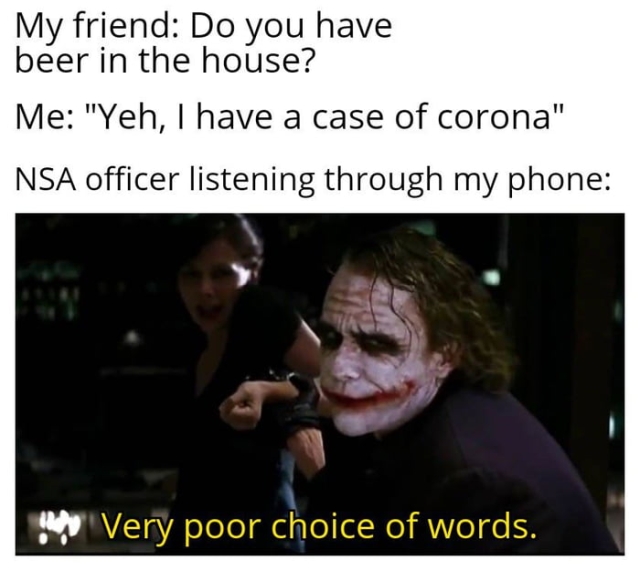 My friend: Do you have
beer in the house?
Me: "Yeh, I have a case of corona"
NSA officer listening through my phone:
Very poor choice of words.